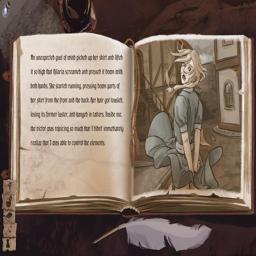 An unexpected gust of wind picked up her skirt and lifted
it so high that Gloria screamed and pressed it down with
both hands. She started running, pressing down parts of
her skirt from the front and the back. Her hair got tousled,
losing its former luster, and hanged in tatters. Inside me,
the victor was rejoicing so much that I didn't immediately
realize that I was able to control the elements.